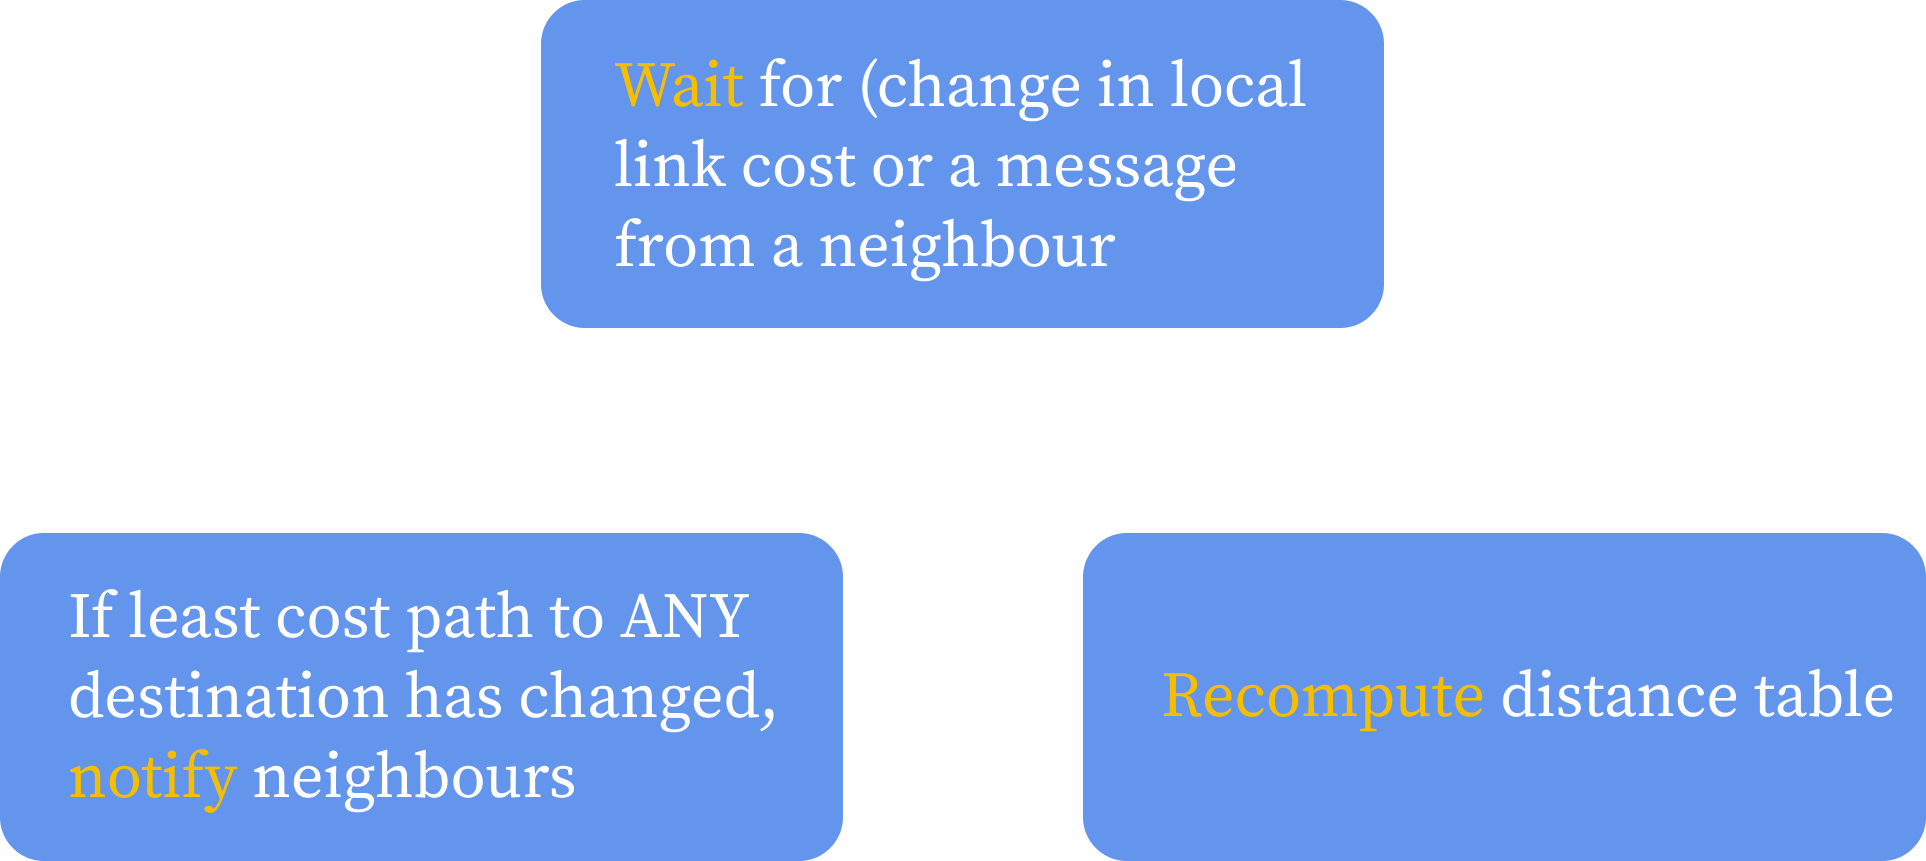 Wait for (change in local
link cost or a message
from a neighbour
If least cost path to ANY
destination has changed,
notify neighbours
Recompute distance table